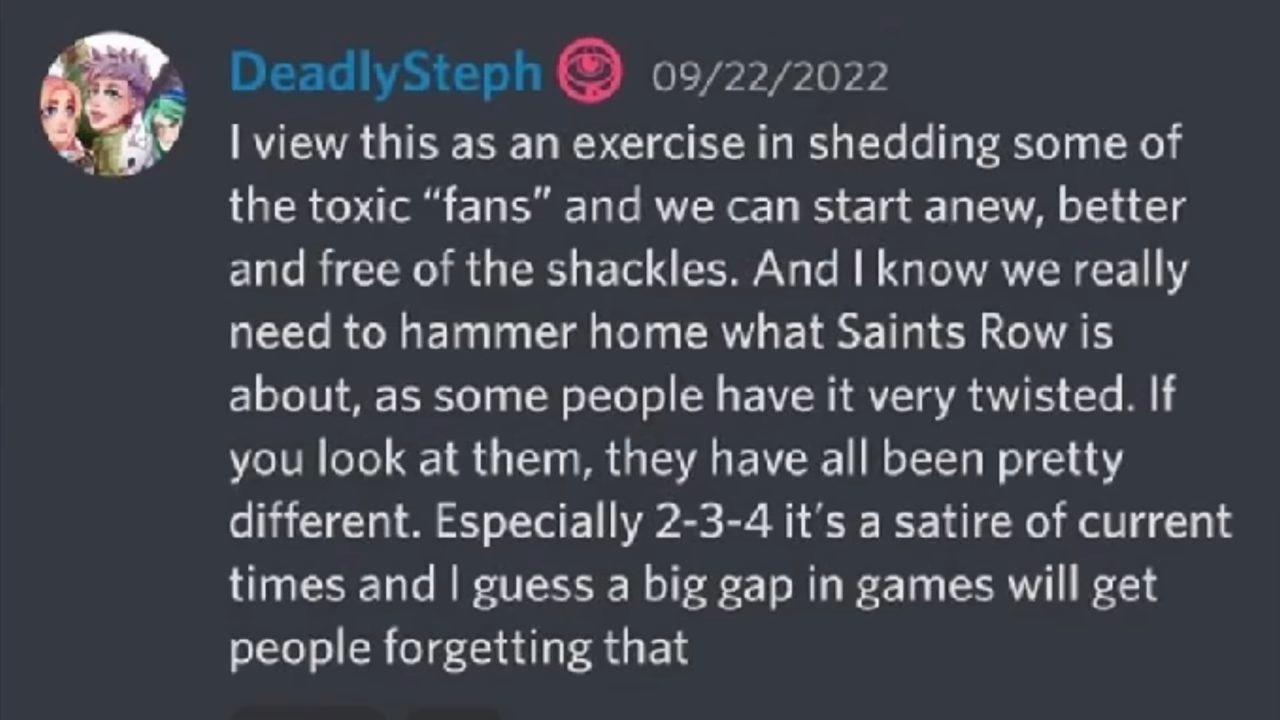 DeadlySteph 09/22/2022
I view this as an exercise in shedding some of
the toxic “fans” and we can start anew, better
and free of the shackles. And I know we really
need to hammer home what Saints Row is
about, as some people have it very twisted. If
you look at them, they have all been pretty
different. Especially 2-3-4 it’s a satire of current
times and I guess a big gap in games will get
people forgetting that